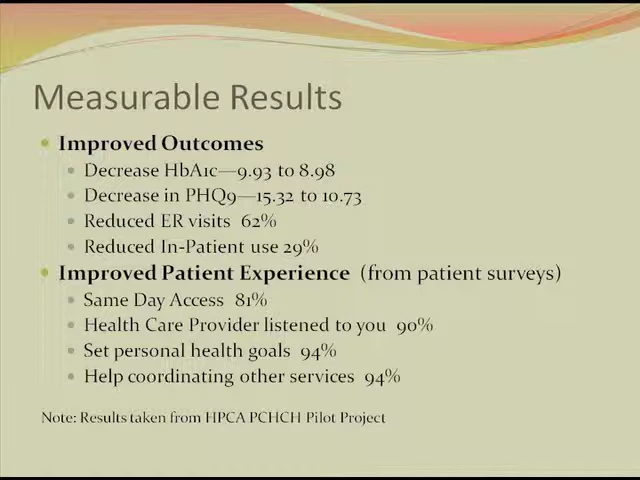 Measurable Results
Improved Outcomes
Decrease HbA1c—9.93 to 8.98
Decrease in PHQ9—15.32 to 10.73
Reduced ER visits 62%
Reduced In-Patient use 29%
Improved Patient Experience (from patient surveys)
Same Day Access 81%
Health Care Provider listened to you 90%
Set personal health goals 94%
Help coordinating other services 94%
Note: Results taken from HPCA PCHCH Pilot Project